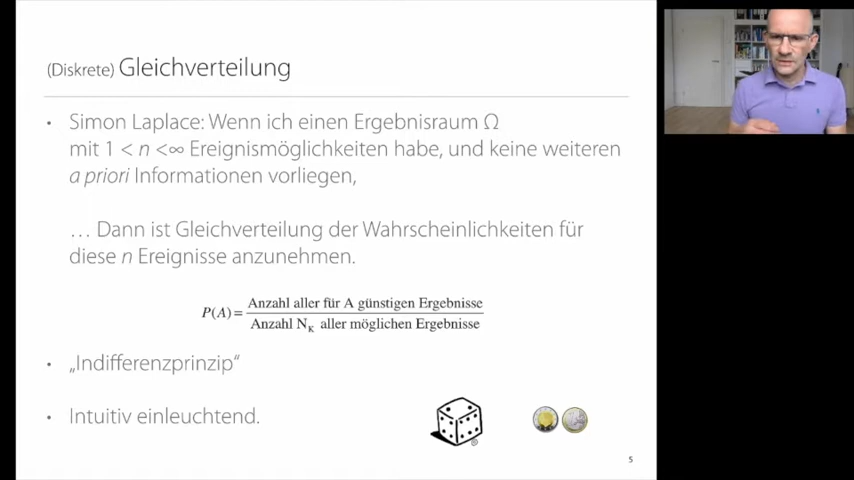 (Diskrete) Gleichverteilung
• Simon Laplace: Wenn ich einen Ergebnisraum Ω
mit 1 < n <∞ Ereignismöglichkeiten habe, und keine weiteren
a priori Informationen vorliegen,
… Dann ist Gleichverteilung der Wahrscheinlichkeiten für
diese n Ereignisse anzunehmen.
P(A) = Anzahl aller für A günstigen Ergebnisse
Anzahl N_K aller möglichen Ergebnisse
• „Indifferenzprinzip“
• Intuitiv einleuchtend.
®
5